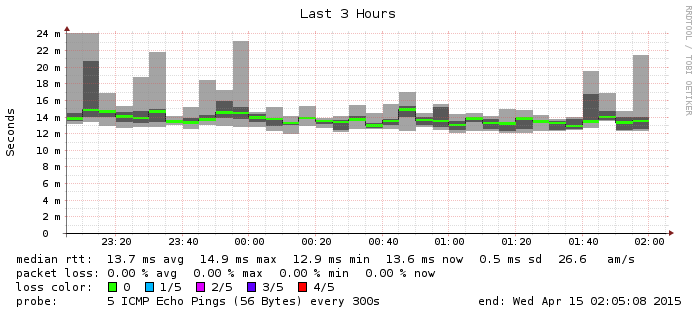 Last 3 Hours
RRDTOOL / TOBI OETIKER
Seconds
24 m
22 m
20 m
18 m
16 m
14 m
12 m
10 m
8 m
6 m
4 m
2 m
0
23:20 23:40 00:00 00:20 00:40 01:00 01:20 01:40 02:00
median rtt: 13.7 ms avg 14.9 ms max 12.9 ms min 13.6 ms now 0.5 ms sd 26.6 am/s
packet loss: 0.00 % avg 0.00 % max 0.00 % min 0.00 % now
loss color: 0 1/5 2/5 3/5 4/5
probe: 5 ICMP Echo Pings (56 Bytes) every 300s end: Wed Apr 15 02:05:08 2015